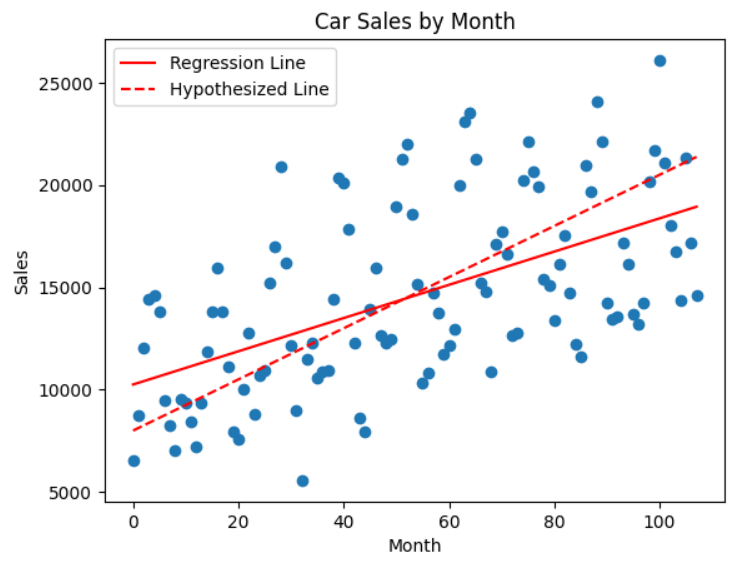 Car Sales by Month
Regression Line
Hypothesized Line
25000
20000
15000
10000
5000
Sales
0 20 40 60 80 100
Month